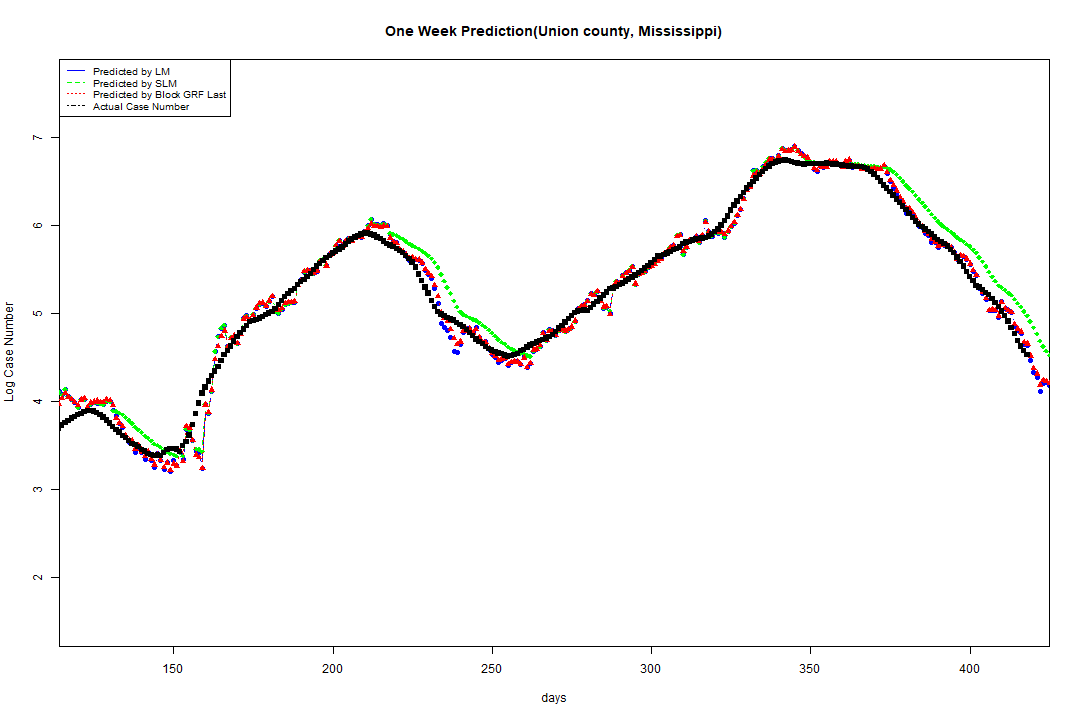 One Week Prediction(Union county, Mississippi)
Predicted by LM
Predicted by SLM
Predicted by Block GRF Last
Actual Case Number
7
6
5
4
3
2
Log Case Number
150 200 250 300 350 400
days